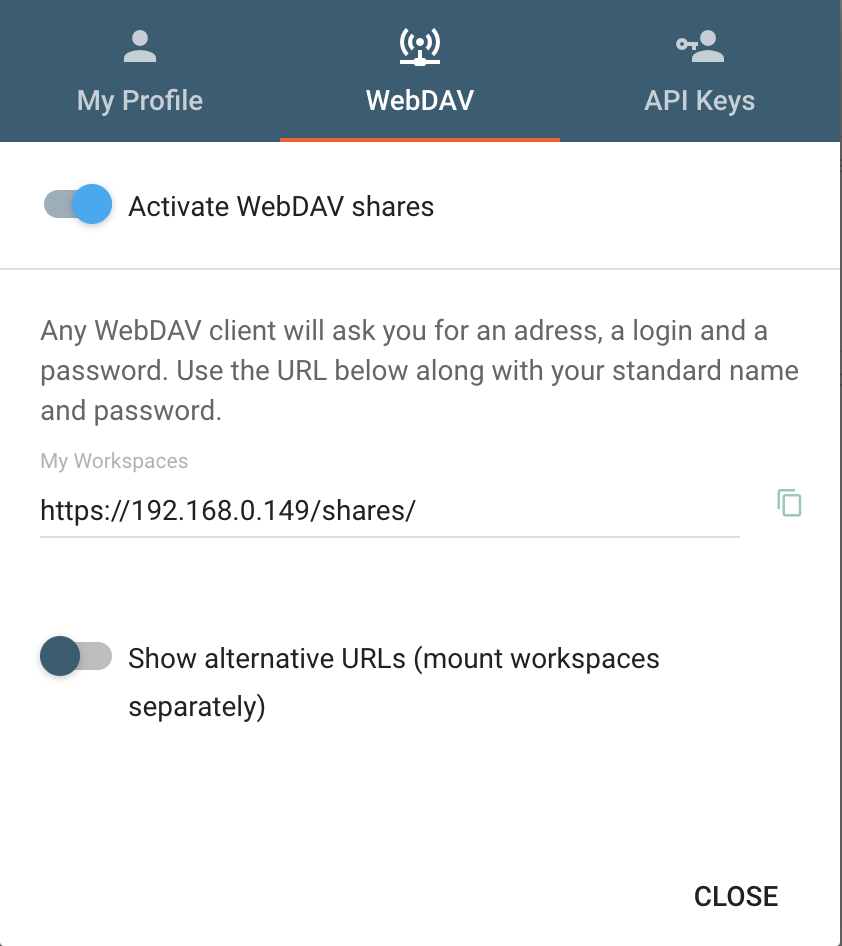 My Profile
WebDAV
API Keys
Activate WebDAV shares
Any WebDAV client will ask you for an adress, a login and a
password. Use the URL below along with your standard name
and password.
My Workspaces
https://192.168.0.149/shares/
Show alternative URLs (mount workspaces
separately)
CLOSE